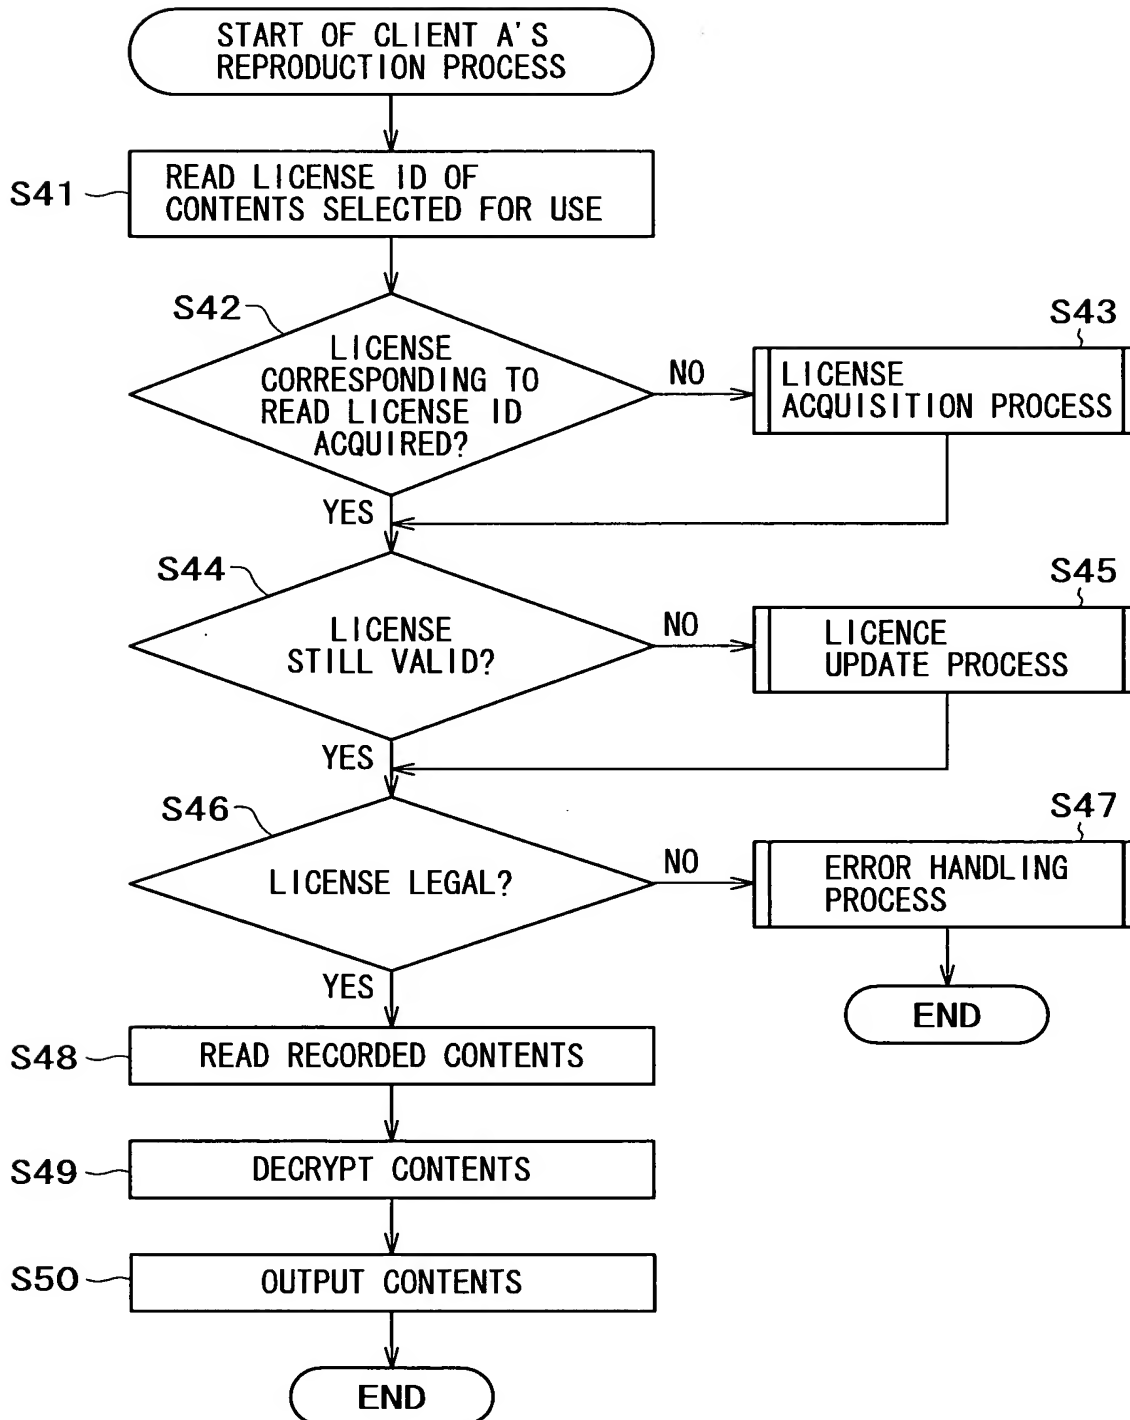 START OF CLIENT A'S
REPRODUCTION PROCESS
S41
READ LICENSE ID OF
CONTENTS SELECTED FOR USE
S42
LICENSE
CORRESPONDING TO
READ LICENSE ID
ACQUIRED?
NO
S43
LICENSE
ACQUISITION PROCESS
YES
S44
LICENSE
STILL VALID?
NO
S45
LICENCE
UPDATE PROCESS
YES
S46
LICENSE LEGAL?
NO
S47
ERROR HANDLING
PROCESS
END
YES
S48
READ RECORDED CONTENTS
S49
DECRYPT CONTENTS
S50
OUTPUT CONTENTS
END